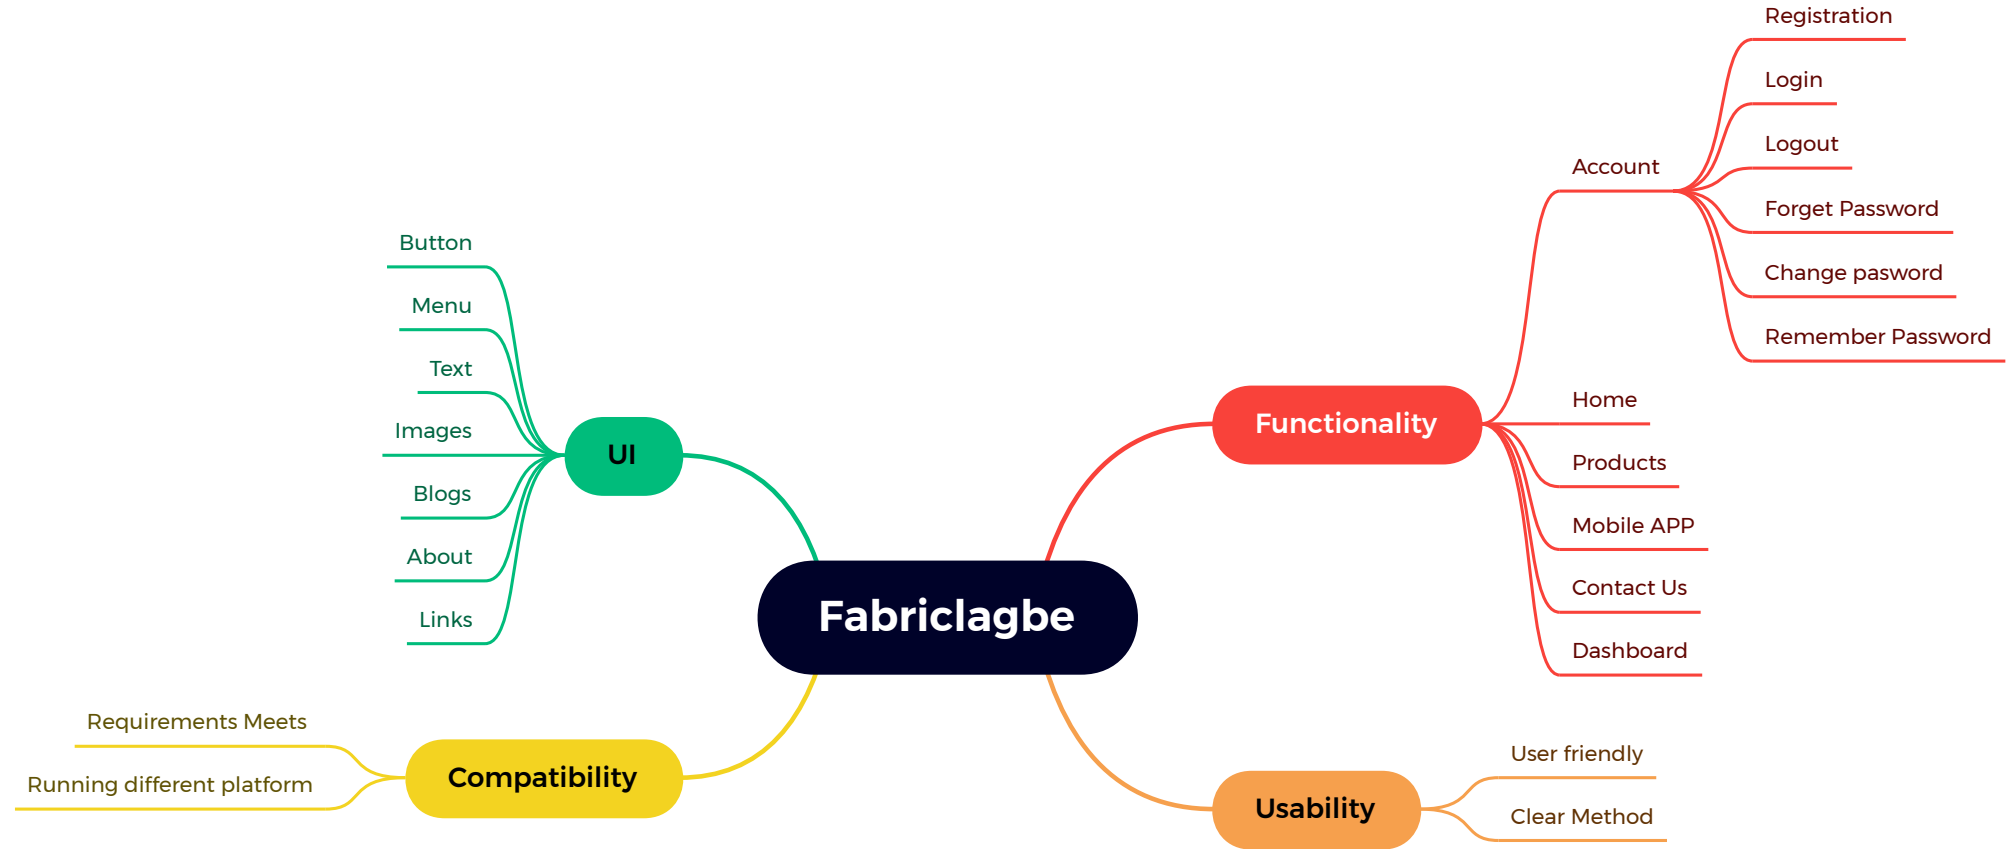 Fabriclagbe
Functionality
Account
Registration
Login
Logout
Forget Password
Change pasword
Remember Password
Home
Products
Mobile APP
Contact Us
Dashboard
Usability
User friendly
Clear Method
UI
Button
Menu
Text
Images
Blogs
About
Links
Compatibility
Requirements Meets
Running different platform